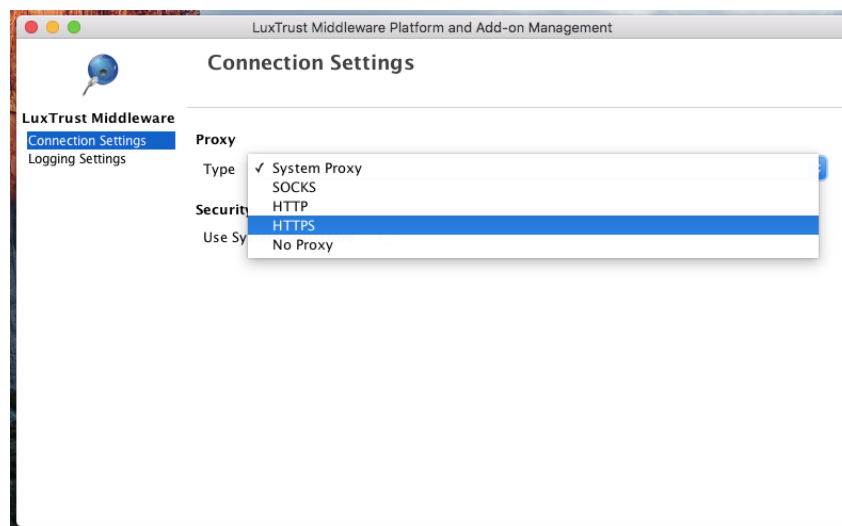 LuxTrust Middleware Platform and Add-on Management
Connection Settings
LuxTrust Middleware
Connection Settings
Logging Settings
Proxy
Type ✓ System Proxy
SOCKS
HTTP
HTTPS
No Proxy
Security
Use Sy